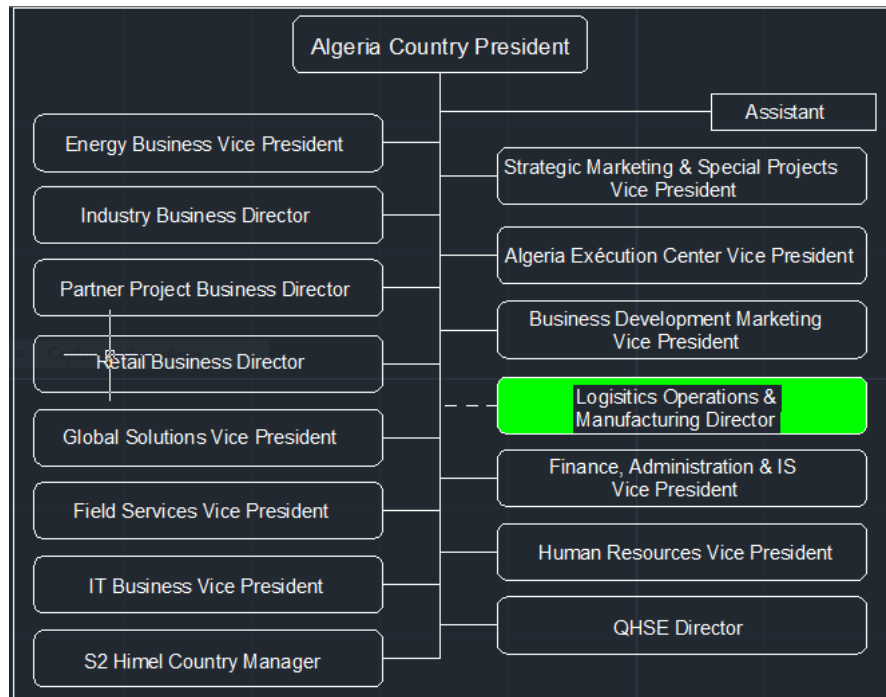 Algeria Country President
Assistant
Energy Business Vice President
Industry Business Director
Partner Project Business Director
Retail Business Director
Global Solutions Vice President
Field Services Vice President
IT Business Vice President
S2 Himel Country Manager
Strategic Marketing & Special Projects
Vice President
Algeria Exécution Center Vice President
Business Development Marketing
Vice President
Logisitics Operations &
Manufacturing Director
Finance, Administration & IS
Vice President
Human Resources Vice President
QHSE Director